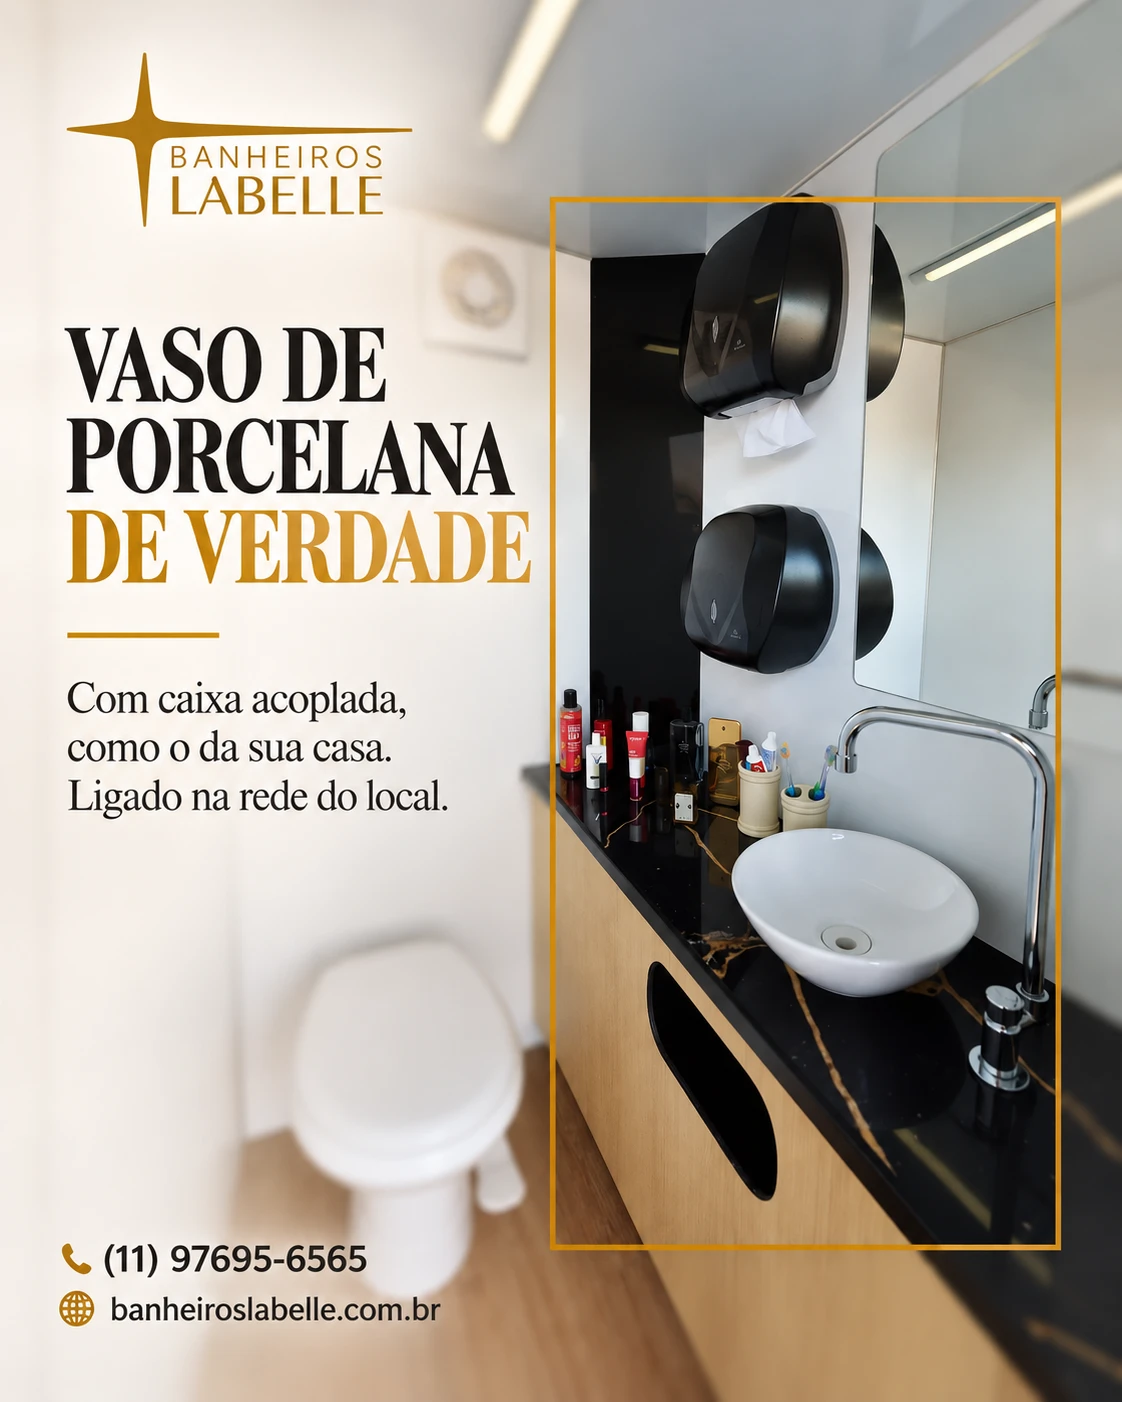 BANHEIROS
LABELLE
VASO DE
PORCELANA
DE VERDADE
Com caixa acoplada,
como o da sua casa.
Ligado na rede do local.
(11) 97695-6565
banheiroslabelle.com.br